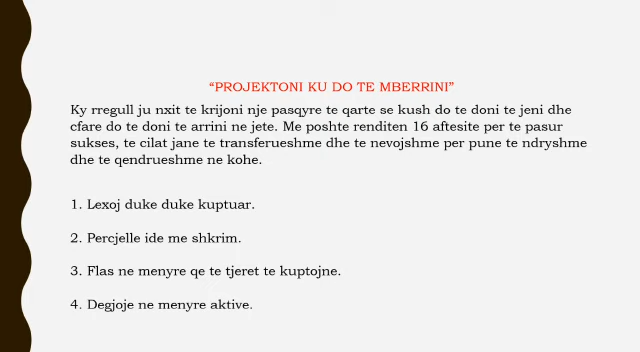 “PROJEKTONI KU DO TE MBERRINI”
Ky rregull ju nxit te krijoni nje pasqyre te qarte se kush do te doni te jeni dhe
cfare do te doni te arrini ne jete. Me poshte renditen 16 aftesite per te pasur
sukses, te cilat jane te transferueshme dhe te nevojshme per pune te ndryshme
dhe te qendrueshme ne kohe.
1. Lexoj duke duke kuptuar.
2. Percjelle ide me shkrim.
3. Flas ne menyre qe te tjeret te kuptojne.
4. Degjoje ne menyre aktive.